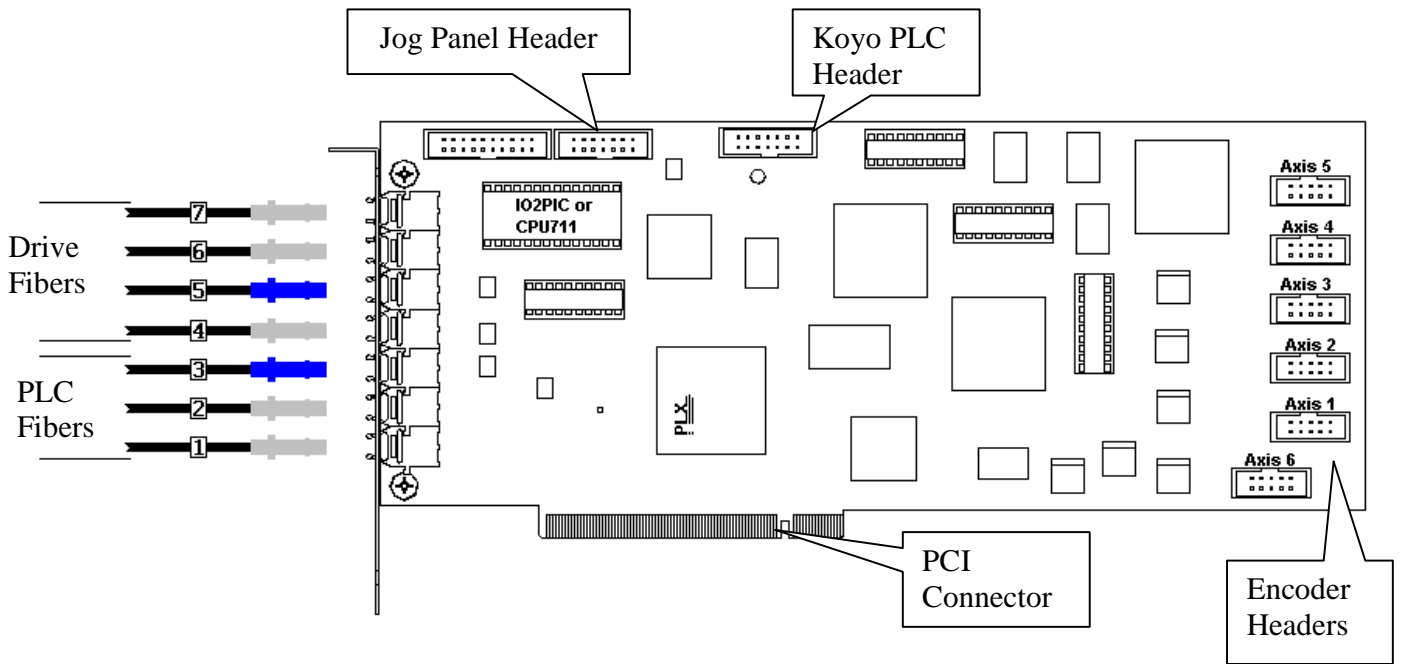 Jog Panel Header
Koyo PLC
Header
IO2PIC or
CPU711
Axis 5
Axis 4
Axis 3
Axis 2
Axis 1
Axis 6
Drive
Fibers
7
6
5
4
PLC
Fibers
3
2
1
PLX
PCI
Connector
Encoder
Headers